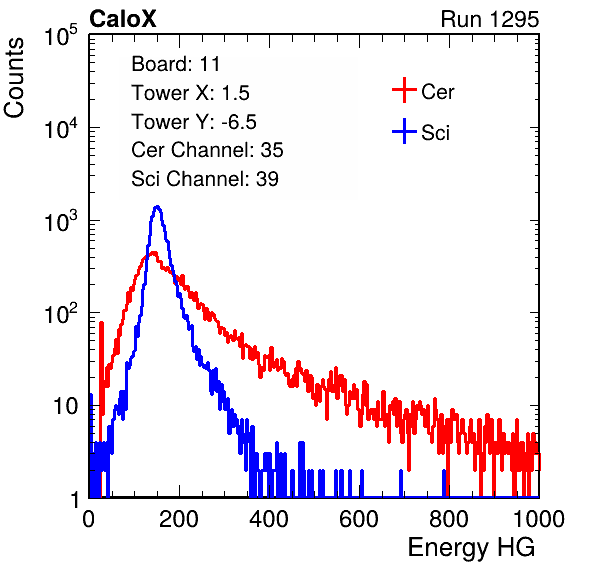 CaloX Run 1295
Counts
10^5
10^4
10^3
10^2
10
1
Board: 11
Tower X: 1.5
Tower Y: -6.5
Cer Channel: 35
Sci Channel: 39
Cer
Sci
0 200 400 600 800 1000
Energy HG